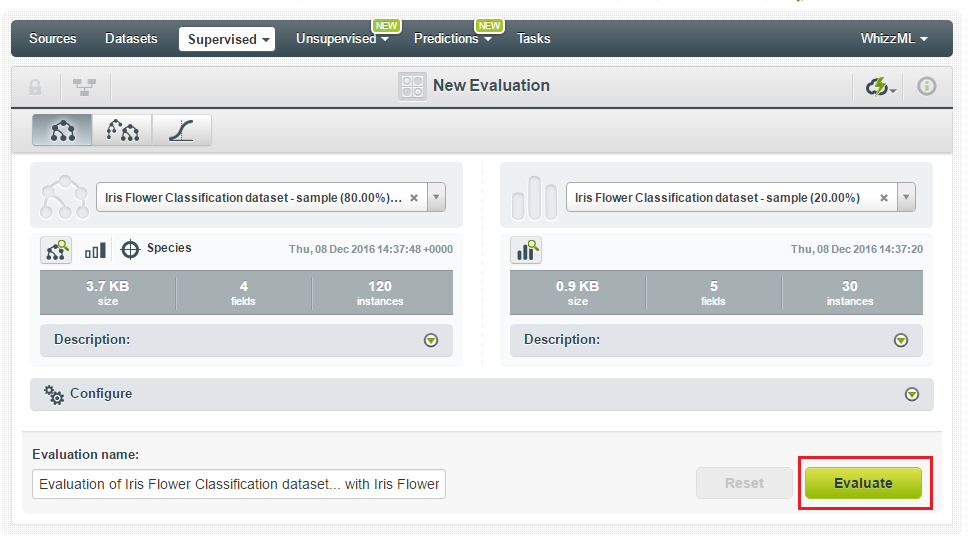 NEW NEW
Sources Datasets Supervised Unsupervised Predictions Tasks WhizzML
New Evaluation
Iris Flower Classification dataset - sample (80.00%)... × Iris Flower Classification dataset - sample (20.00%) ×
Species Thu, 08 Dec 2016 14:37:48 +0000 Thu, 08 Dec 2016 14:37:20
3.7 KB 4 120 0.9 KB 5 30
size fields instances size fields instances
Description: Description:
Configure
Evaluation name:
Evaluation of Iris Flower Classification dataset... with Iris Flower Reset Evaluate